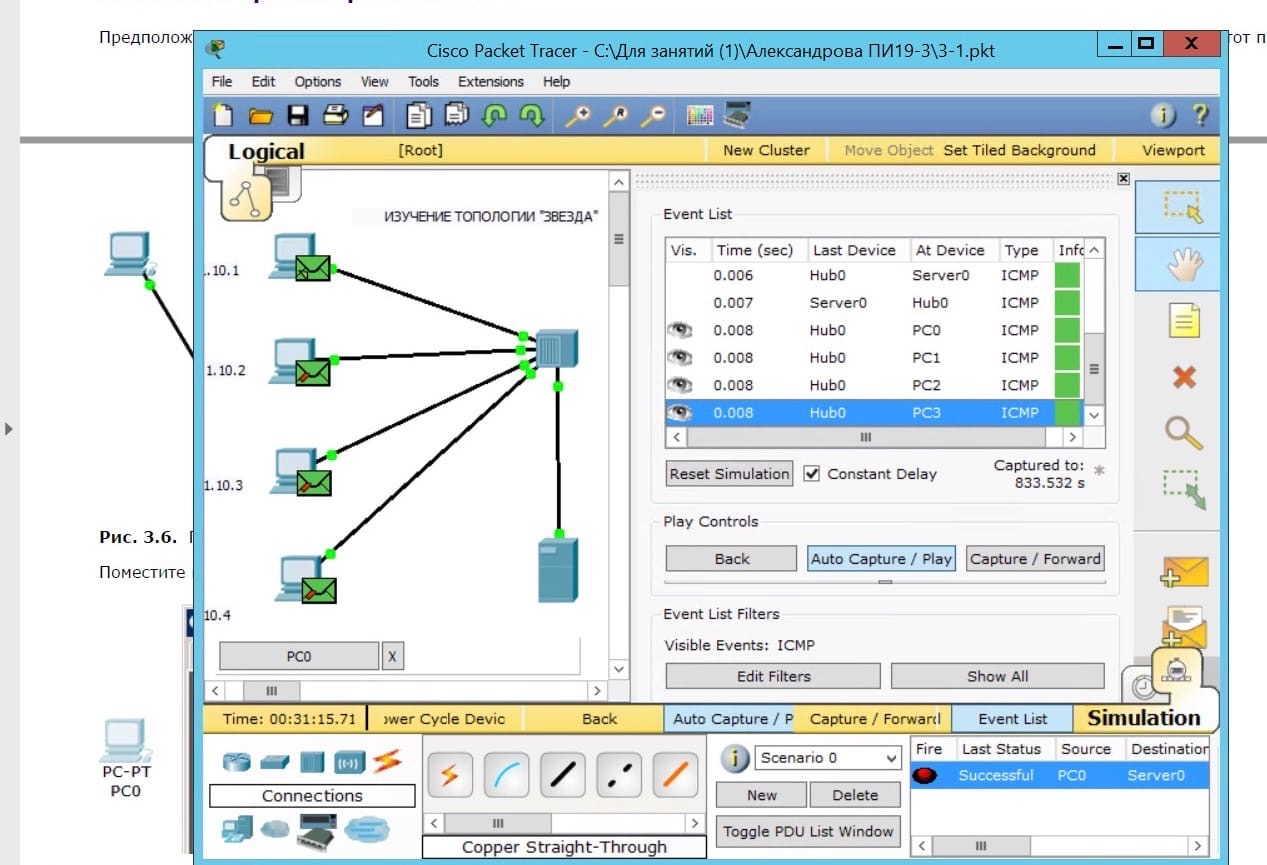 Предполож
тот п
Cisco Packet Tracer - C:\Для занятий (1)\Александрова ПИ19-3\3-1.pkt
File Edit Options View Tools Extensions Help
Logical [Root] New Cluster Move Object Set Tiled Background Viewport
ИЗУЧЕНИЕ ТОПОЛОГИИ "ЗВЕЗДА"
.10.1
1.10.2
1.10.3
10.4
PC0 X
Event List
Vis. Time (sec) Last Device At Device Type Info
0.006 Hub0 Server0 ICMP
0.007 Server0 Hub0 ICMP
0.008 Hub0 PC0 ICMP
0.008 Hub0 PC1 ICMP
0.008 Hub0 PC2 ICMP
0.008 Hub0 PC3 ICMP
Reset Simulation Constant Delay Captured to: *
833.532 s
Play Controls
Back Auto Capture / Play Capture / Forward
Event List Filters
Visible Events: ICMP
Edit Filters Show All
Рис. 3.6.
Поместите
PC-PT
PC0
Time: 00:31:15.71 ower Cycle Devic Back Auto Capture / P Capture / Forward Event List Simulation
Connections
Copper Straight-Through
i Scenario 0
New Delete
Toggle PDU List Window
Fire Last Status Source Destination
Successful PC0 Server0